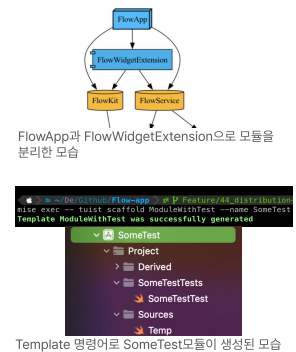 FlowApp
FlowWidgetExtension
FlowKit
FlowService
FlowApp과 FlowWidgetExtension으로 모듈을
분리한 모습
~/De/Github/Flow-app
Feature/44_distribution-
mise exec -- tuist scaffold ModuleWithTest --name SomeTest
Template ModuleWithTest was successfully generated
SomeTest
Project
Derived
SomeTestTests
SomeTestTest
Sources
Temp
Template 명령어로 SomeTest모듈이 생성된 모습